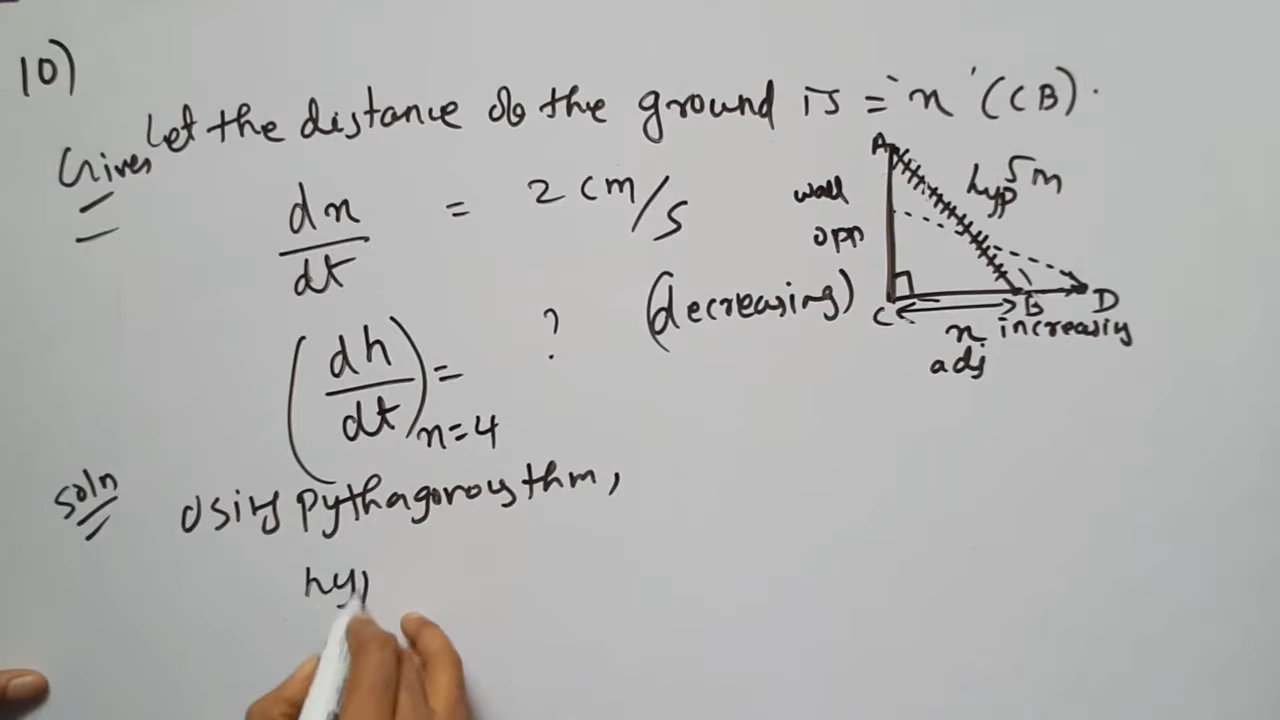 10)
Let the distance of the ground is = 'x' (CB).
Given
dx/dt = 2 cm/s
(decreasing)
(dh/dt)x=4 = ?
Soln
Using Pythagorous thm,
hyp
A
wall
hyp 5m
opp
C
B
D
x increasing
adj